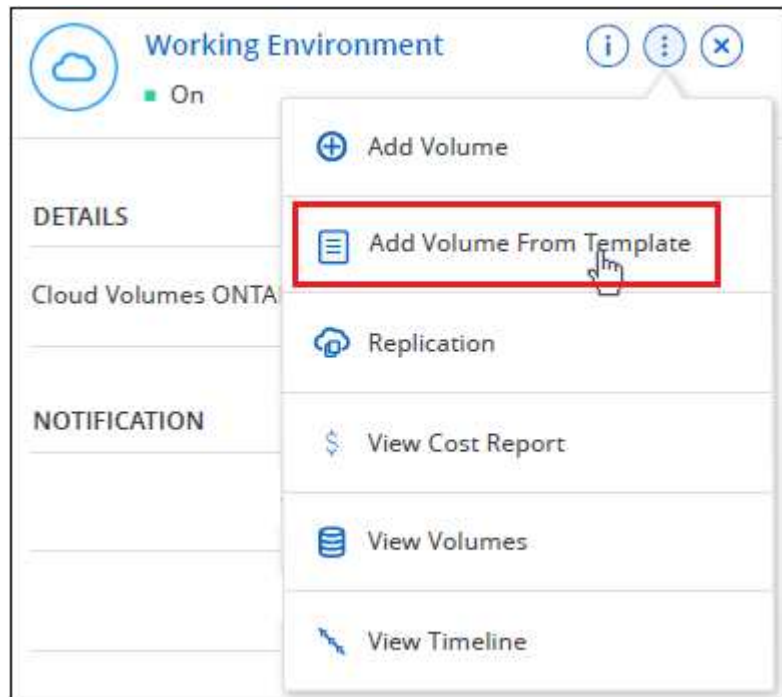 Working Environment
On
Add Volume
DETAILS
Add Volume From Template
Cloud Volumes ONTA
Replication
NOTIFICATION
$ View Cost Report
View Volumes
View Timeline